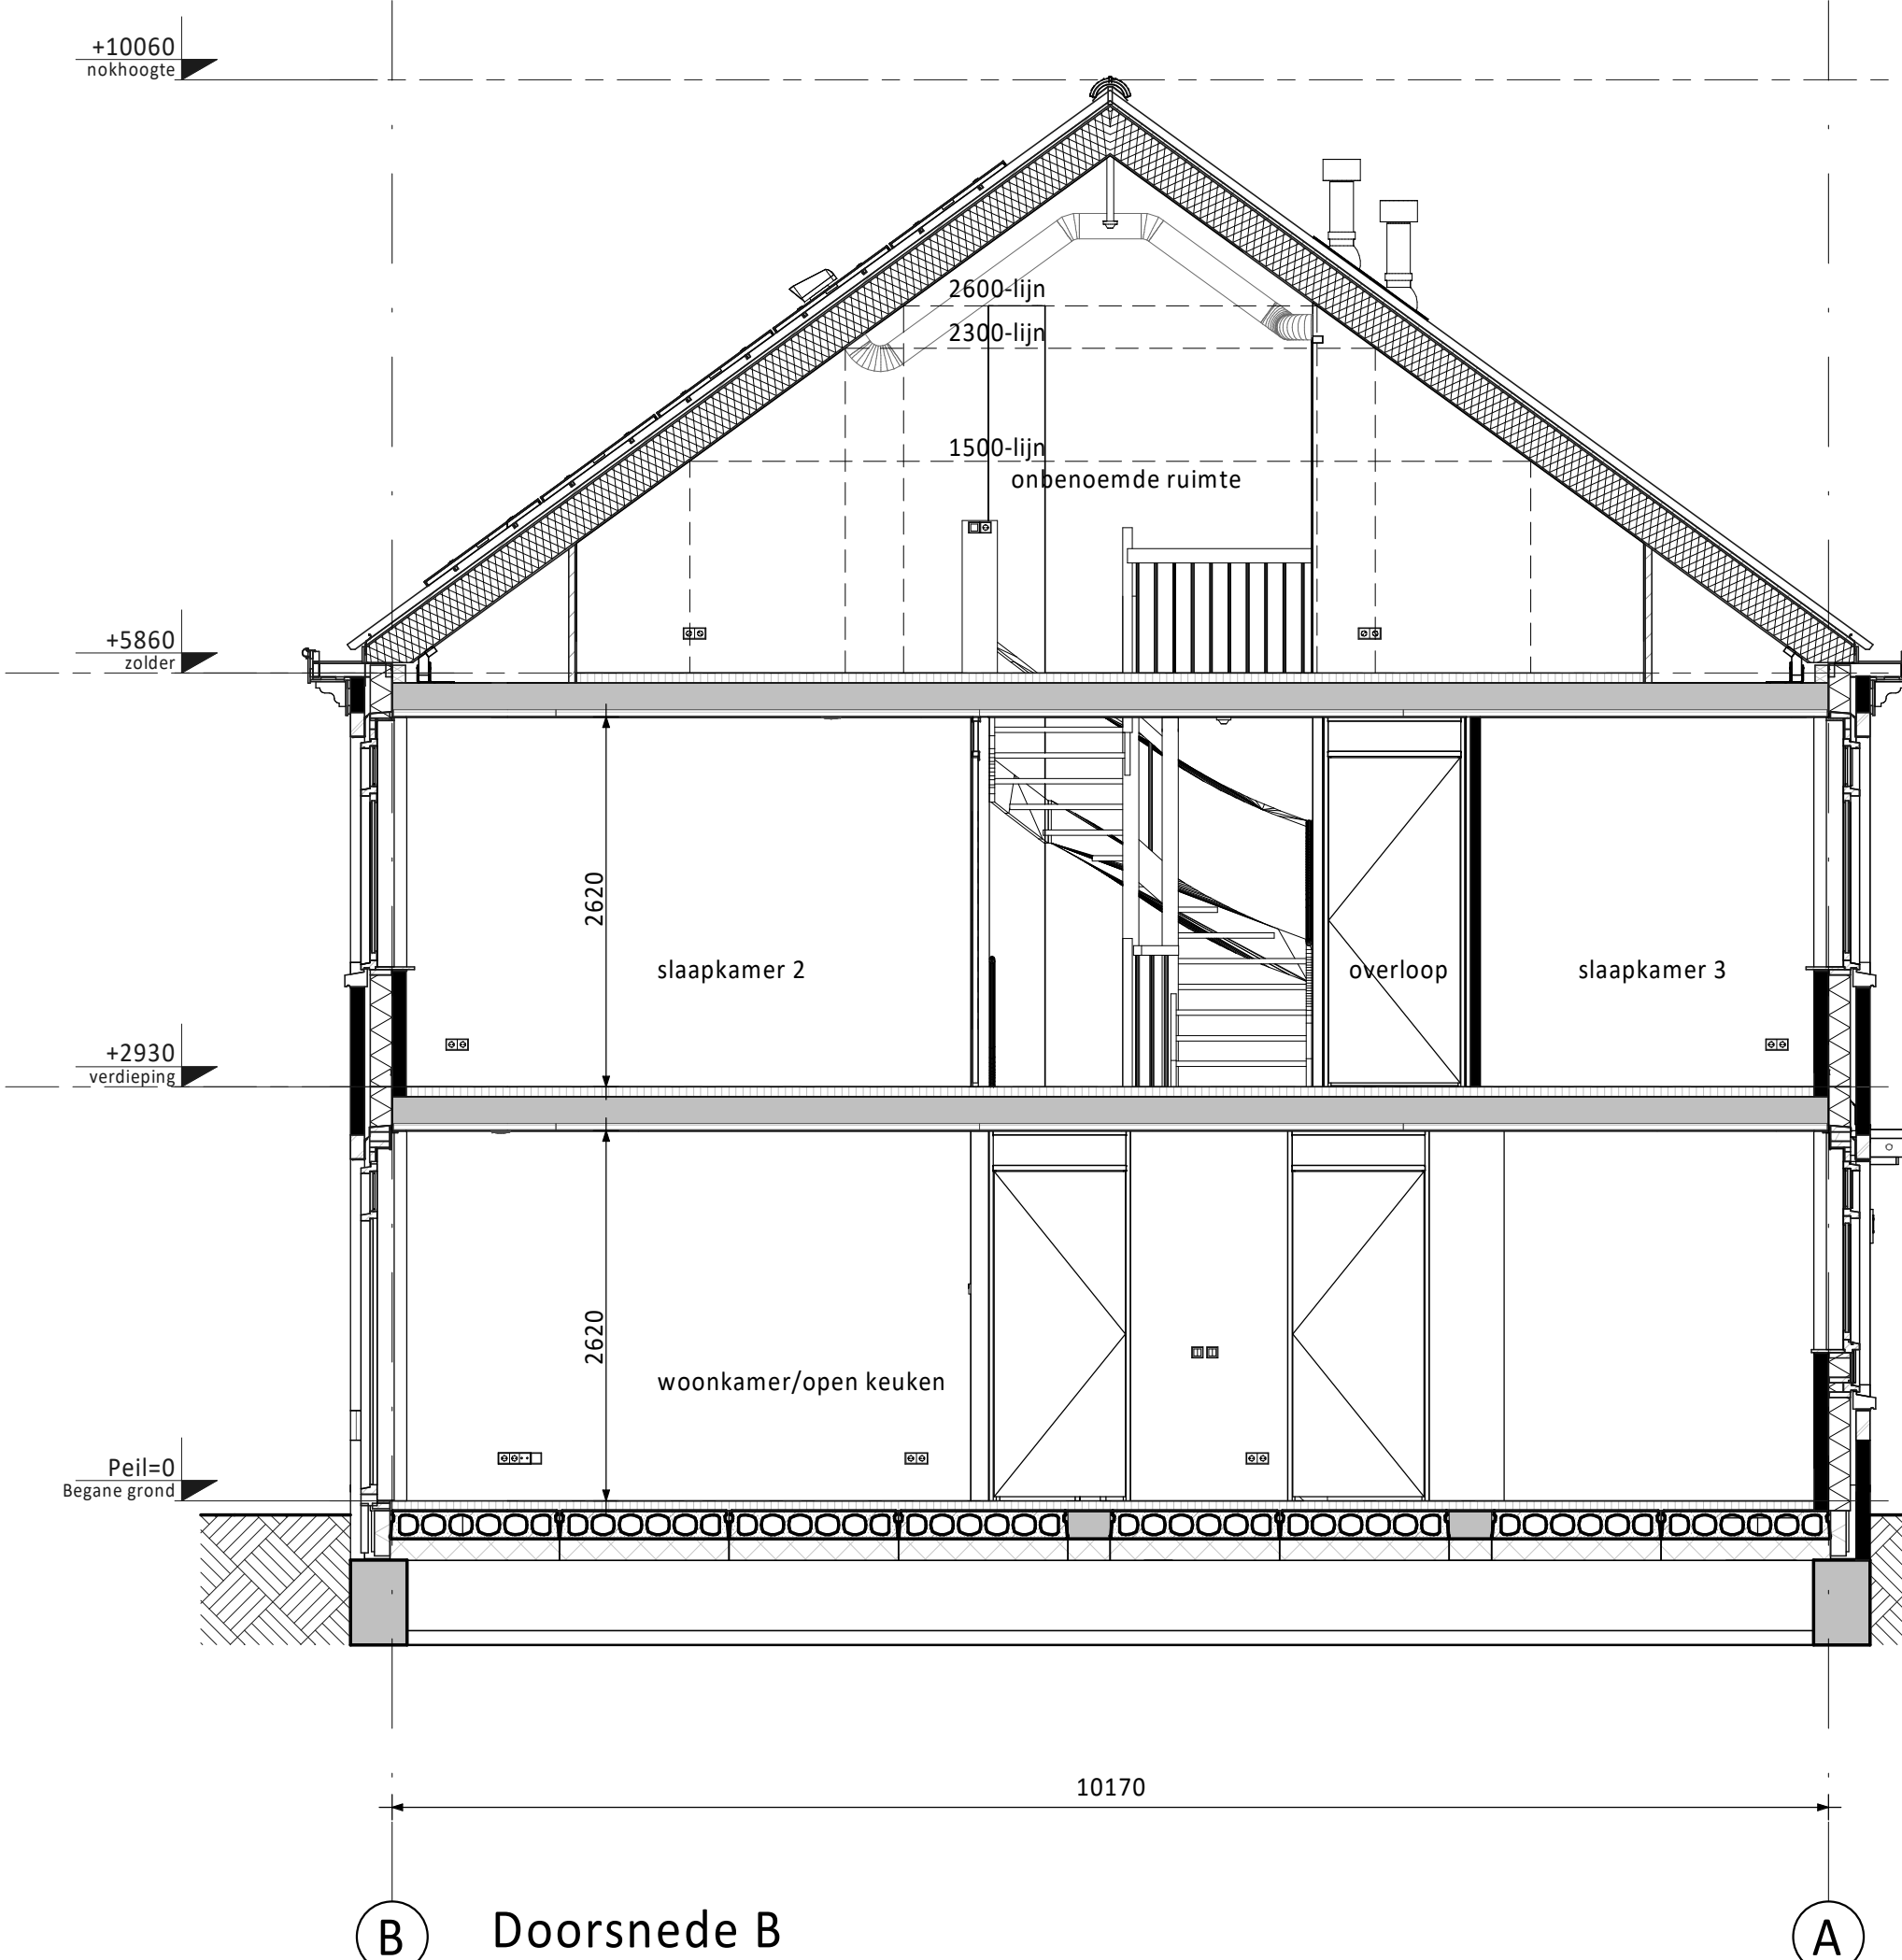 +10060
nokhoogte
2600-lijn
2300-lijn
1500-lijn
onbenoemde ruimte
+5860
zolder
2620
slaapkamer 2
overloop
slaapkamer 3
+2930
verdieping
2620
woonkamer/open keuken
Peil=0
Begane grond
10170
B
Doorsnede B
A